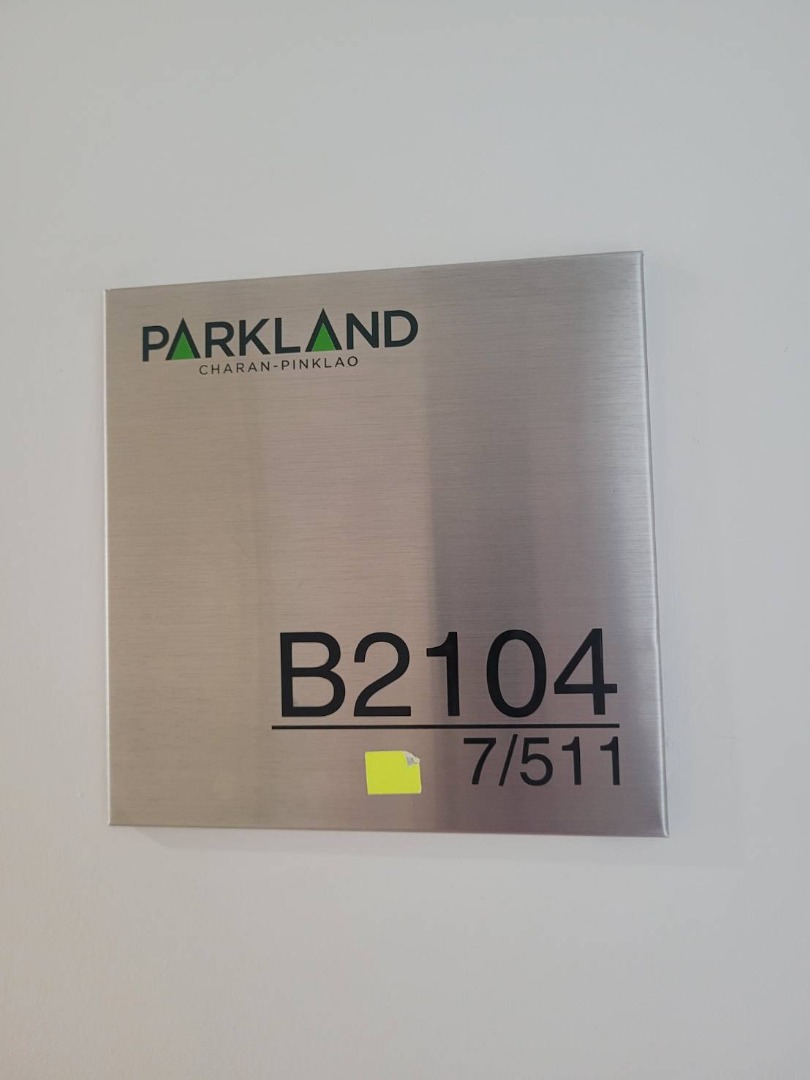 PARKLAND
CHARAN-PINKLAO
B2104
7/511